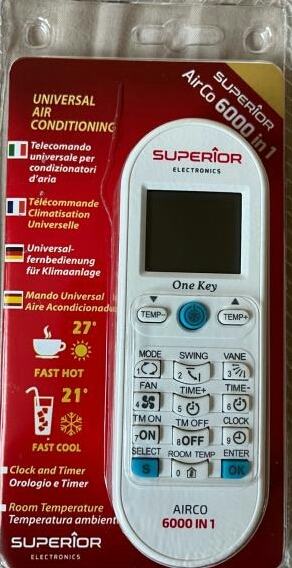 SUPERIOR
AirCo 6000 in 1
UNIVERSAL
AIR
CONDITIONING
Telecomando
universale per
condizionatori
d'aria
Télécommande
Climatisation
Universelle
Universal-
fernbedienung
für Klimaanlage
Mando Universal
Aire Acondicionado
27°
FAST HOT
21°
FAST COOL
Clock and Timer
Orologio e Timer
Room Temperature
Temperatura ambient
SUPERIOR
ELECTRONICS
SUPERIOR
ELECTRONICS
One Key
TEMP-
TEMP+
MODE SWING VANE
1 2 3
FAN TIME+ TIME-
4 5 6
TM ON TM OFF CLOCK
7ON 8OFF 9
SELECT ROOM TEMP ENTER
S 0 OK
AIRCO
6000 IN 1